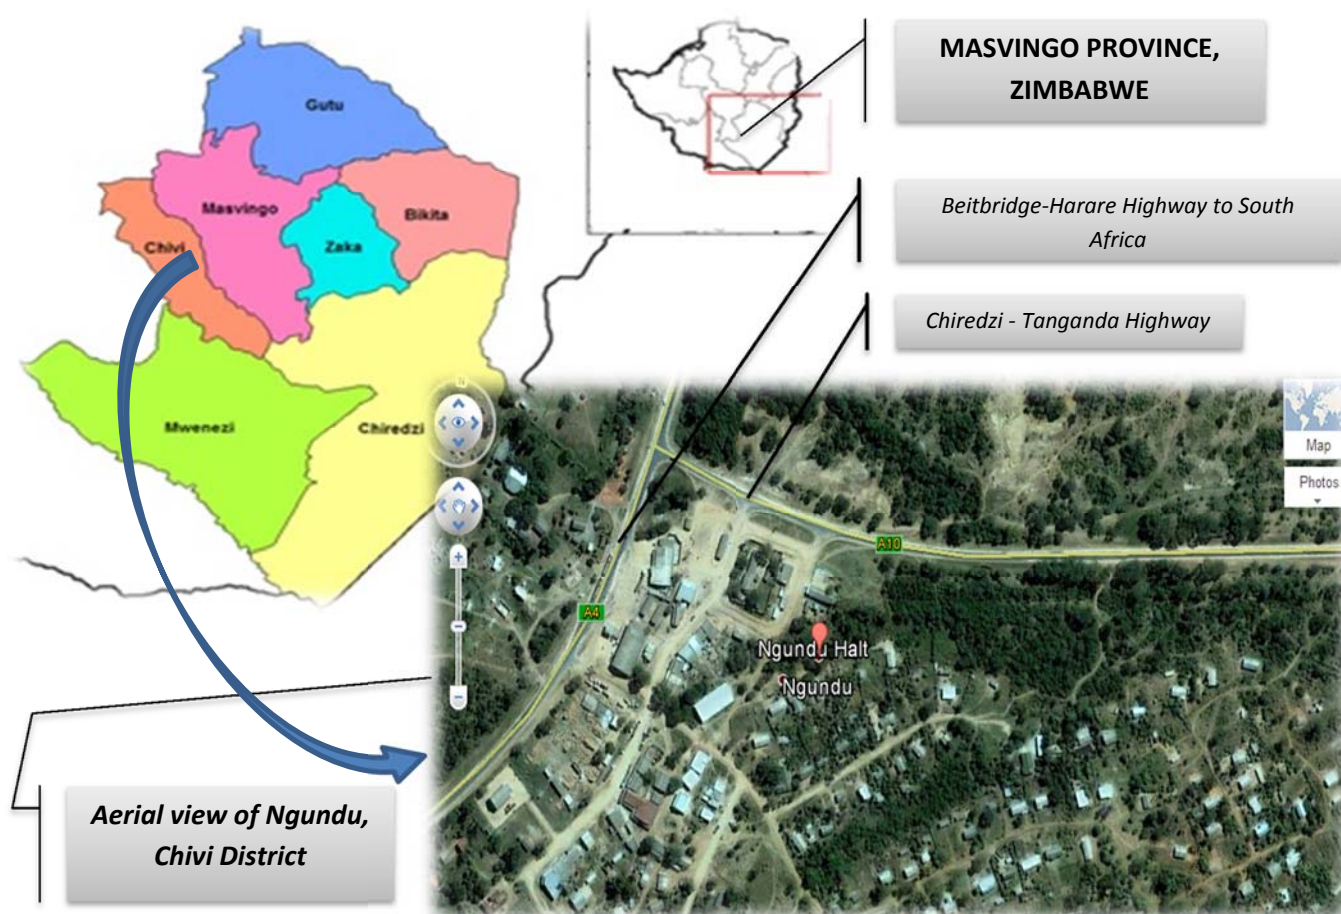 MASVINGO PROVINCE,
ZIMBABWE
Gutu
Masvingo
Bikita
Zaka
Chivi
Mwenezi
Chiredzi
Beitbridge-Harare Highway to South
Africa
Chiredzi - Tanganda Highway
Map
Photos
A10
A4
Ngundu Halt
Ngundu
Aerial view of Ngundu,
Chivi District